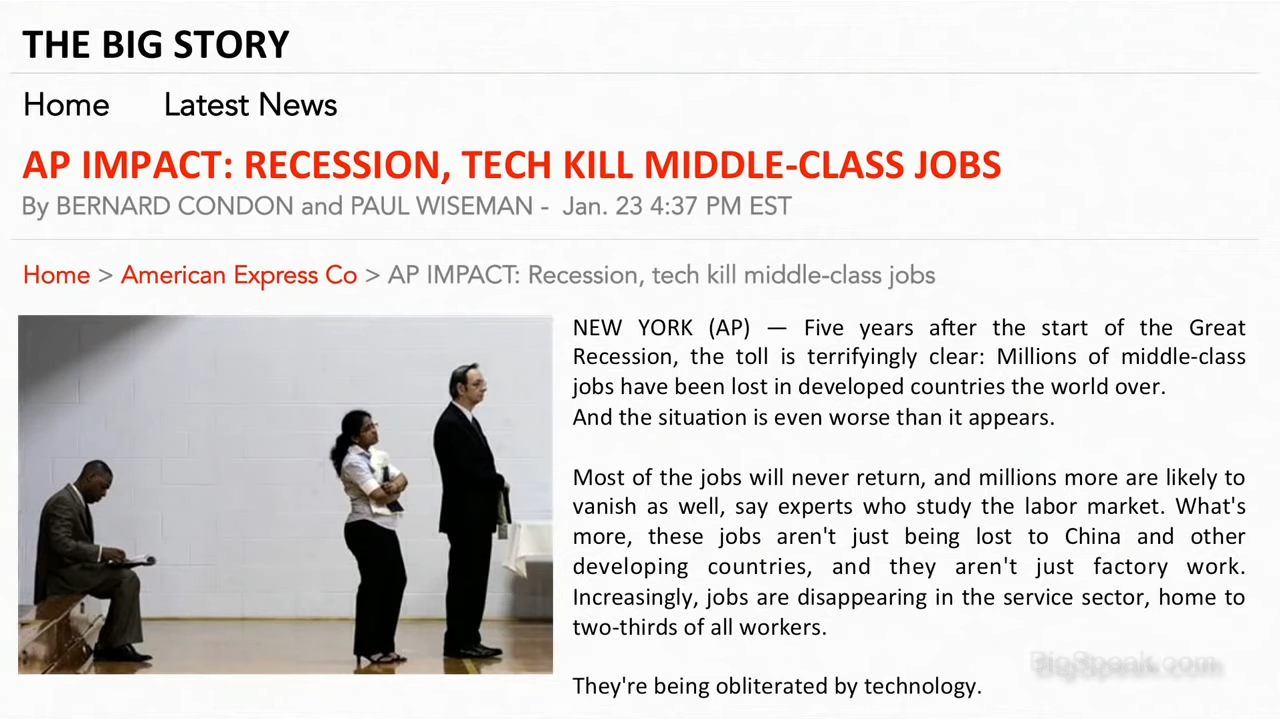 THE BIG STORY
Home Latest News
AP IMPACT: RECESSION, TECH KILL MIDDLE-CLASS JOBS
By BERNARD CONDON and PAUL WISEMAN - Jan. 23 4:37 PM EST
Home > American Express Co > AP IMPACT: Recession, tech kill middle-class jobs
NEW YORK (AP) — Five years after the start of the Great
Recession, the toll is terrifyingly clear: Millions of middle-class
jobs have been lost in developed countries the world over.
And the situation is even worse than it appears.
Most of the jobs will never return, and millions more are likely to
vanish as well, say experts who study the labor market. What's
more, these jobs aren't just being lost to China and other
developing countries, and they aren't just factory work.
Increasingly, jobs are disappearing in the service sector, home to
two-thirds of all workers.
BigSpeak.com
They're being obliterated by technology.